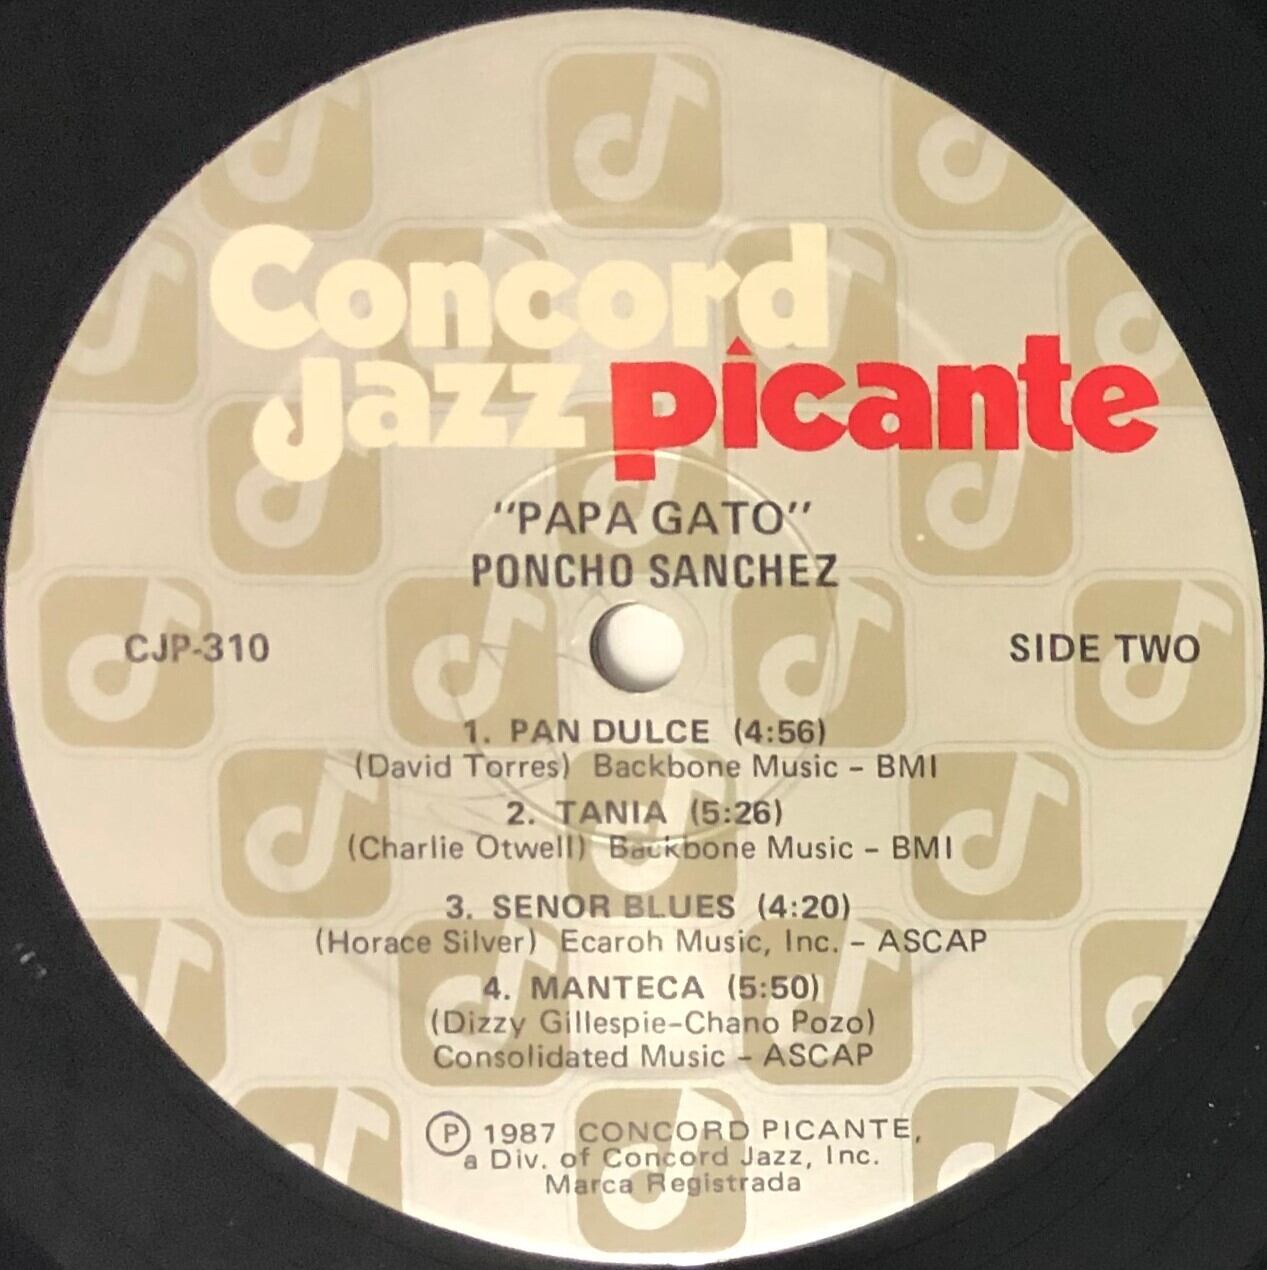 Concord
Jazz Picante
"PAPA GATO"
PONCHO SANCHEZ
CJP-310
SIDE TWO
1. PAN DULCE (4:56)
(David Torres) Backbone Music - BMI
2. TANIA (5:26)
(Charlie Otwell) Backbone Music - BMI
3. SENOR BLUES (4:20)
(Horace Silver) Ecaroh Music, Inc. - ASCAP
4. MANTECA (5:50)
(Dizzy Gillespie-Chano Pozo)
Consolidated Music - ASCAP
Ⓟ 1987 CONCORD PICANTE,
a Div. of Concord Jazz, Inc.
Marca Registrada